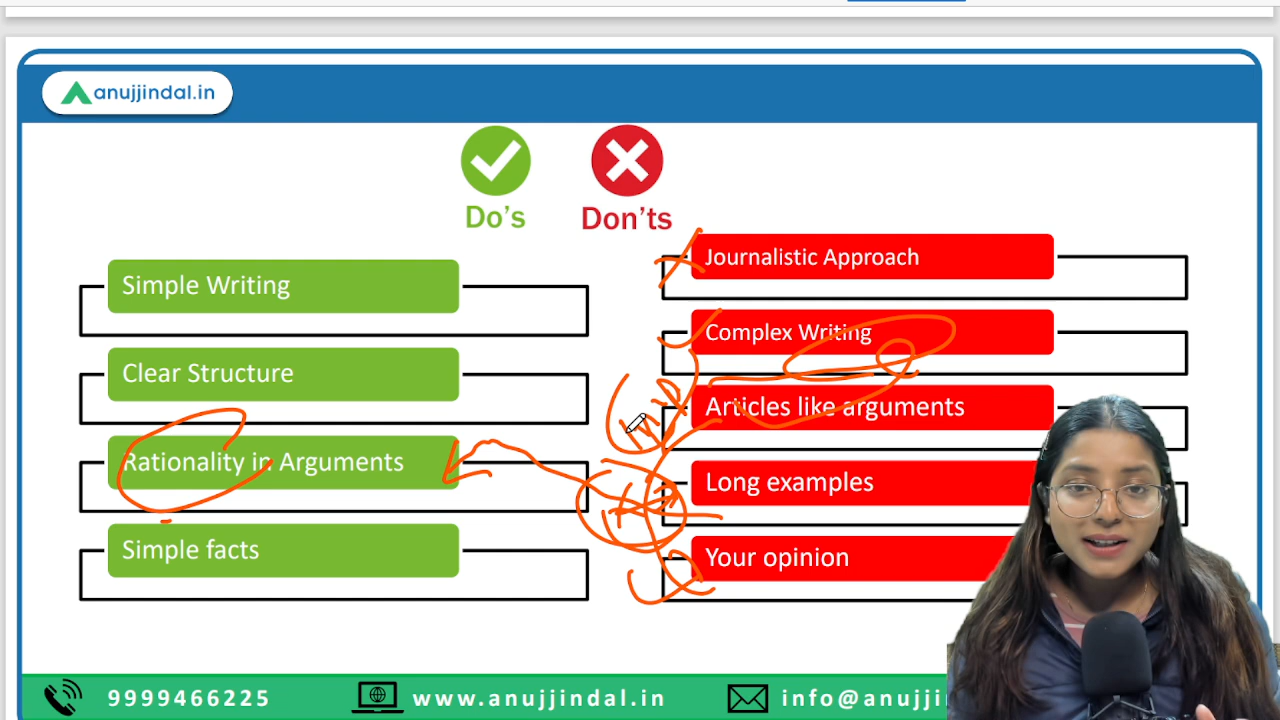 anujjindal.in
Do's
Don'ts
Simple Writing
Clear Structure
Rationality in Arguments
Simple facts
Journalistic Approach
Complex Writing
Articles like arguments
Long examples
Your opinion
imp
9999466225
www.anujjindal.in
info@anujji